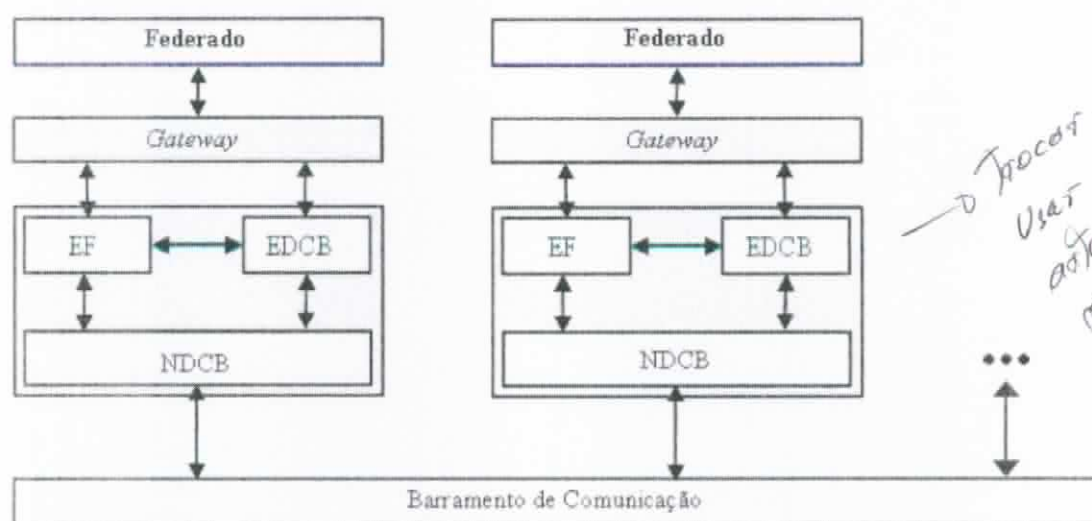 Federado
Federado
Gateway
Gateway
EF
EDCB
EF
EDCB
NDCB
NDCB
Trocar
Usar
•••
Barramento de Comunicação